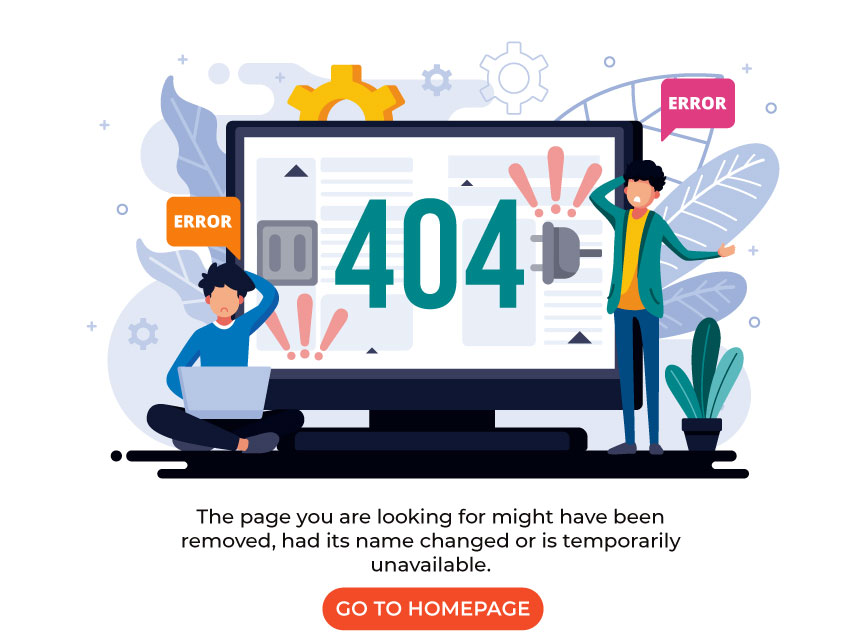 ERROR
ERROR
404
The page you are looking for might have been
removed, had its name changed or is temporarily
unavailable.
GO TO HOMEPAGE